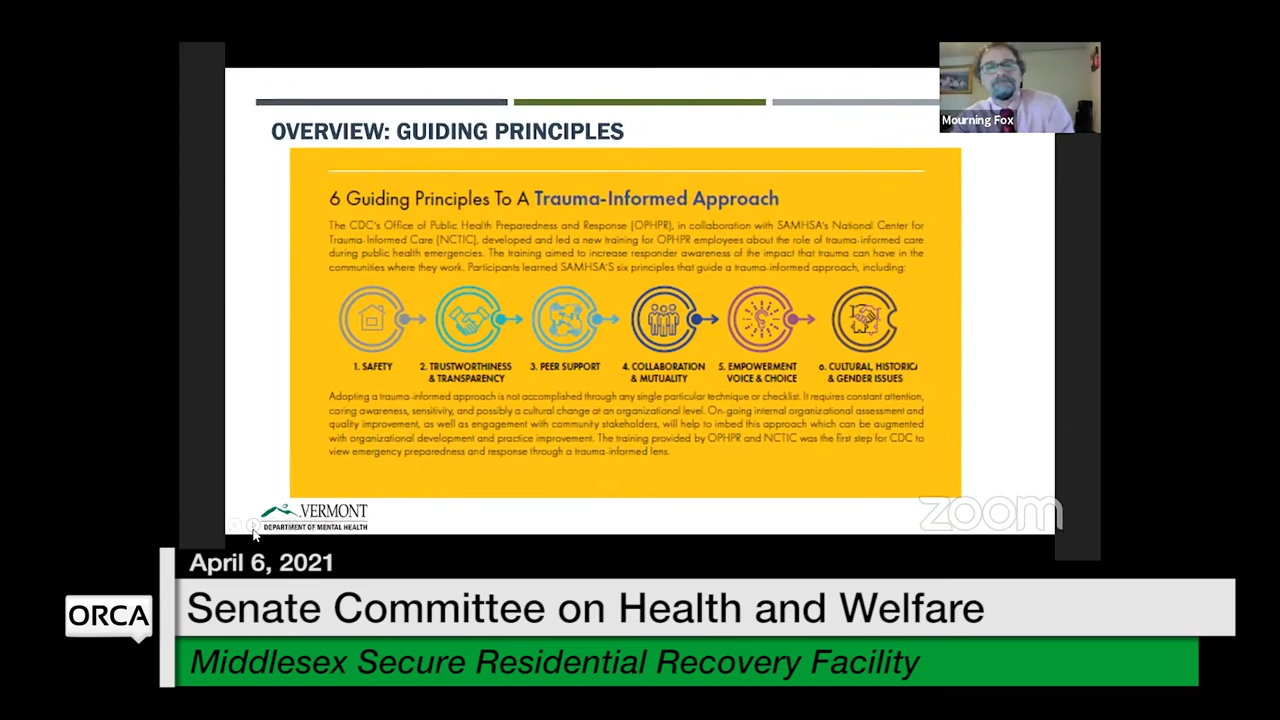 Mourning Fox
OVERVIEW: GUIDING PRINCIPLES
6 Guiding Principles To A Trauma-Informed Approach
The CDC's Office of Public Health Preparedness and Response (OPHPR), in collaboration with SAMHSA's National Center for
Trauma-Informed Care (NCTIC), developed and led a new training for OPHPR employees about the role of trauma-informed care
during public health emergencies. The training aimed to increase responder awareness of the impact that trauma can have in the
communities where they work. Participants learned SAMHSA'S six principles that guide a trauma-informed approach, including:
1. SAFETY
2. TRUSTWORTHINESS
& TRANSPARENCY
3. PEER SUPPORT
4. COLLABORATION
& MUTUALITY
5. EMPOWERMENT
VOICE & CHOICE
6. CULTURAL, HISTORICA
& GENDER ISSUES
Adopting a trauma-informed approach is not accomplished through any single particular technique or checklist. It requires constant attention,
caring awareness, sensitivity, and possibly a cultural change at an organizational level. On-going internal organizational assessment and
quality improvement, as well as engagement with community stakeholders, will help to imbed this approach which can be augmented
with organizational development and practice improvement. The training provided by OPHPR and NCTIC was the first step for CDC to
view emergency preparedness and response through a trauma-informed lens.
VERMONT
DEPARTMENT OF MENTAL HEALTH
zoom
April 6, 2021
ORCA
Senate Committee on Health and Welfare
Middlesex Secure Residential Recovery Facility